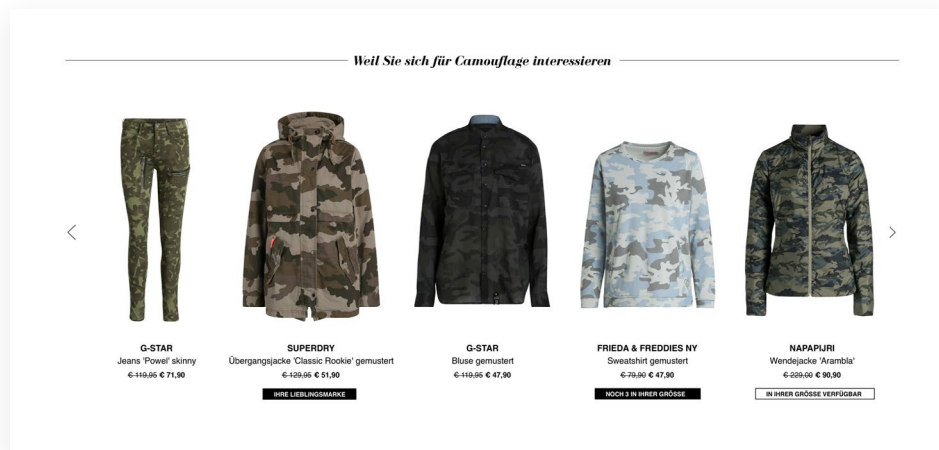 Weil Sie sich für Camouflage interessieren
G-STAR
Jeans 'Powel' skinny
€ 119,95 € 71,90
SUPERDRY
Übergangsjacke 'Classic Rookie' gemustert
€ 129,95 € 51,90
IHRE LIEBLINGSMARKE
G-STAR
Bluse gemustert
€ 119,95 € 47,90
FRIEDA & FREDDIES NY
Sweatshirt gemustert
€ 79,90 € 47,90
NOCH 3 IN IHRER GRÖSSE
NAPAPIJRI
Wendejacke 'Arambla'
€ 229,00 € 90,90
IN IHRER GRÖSSE VERFÜGBAR